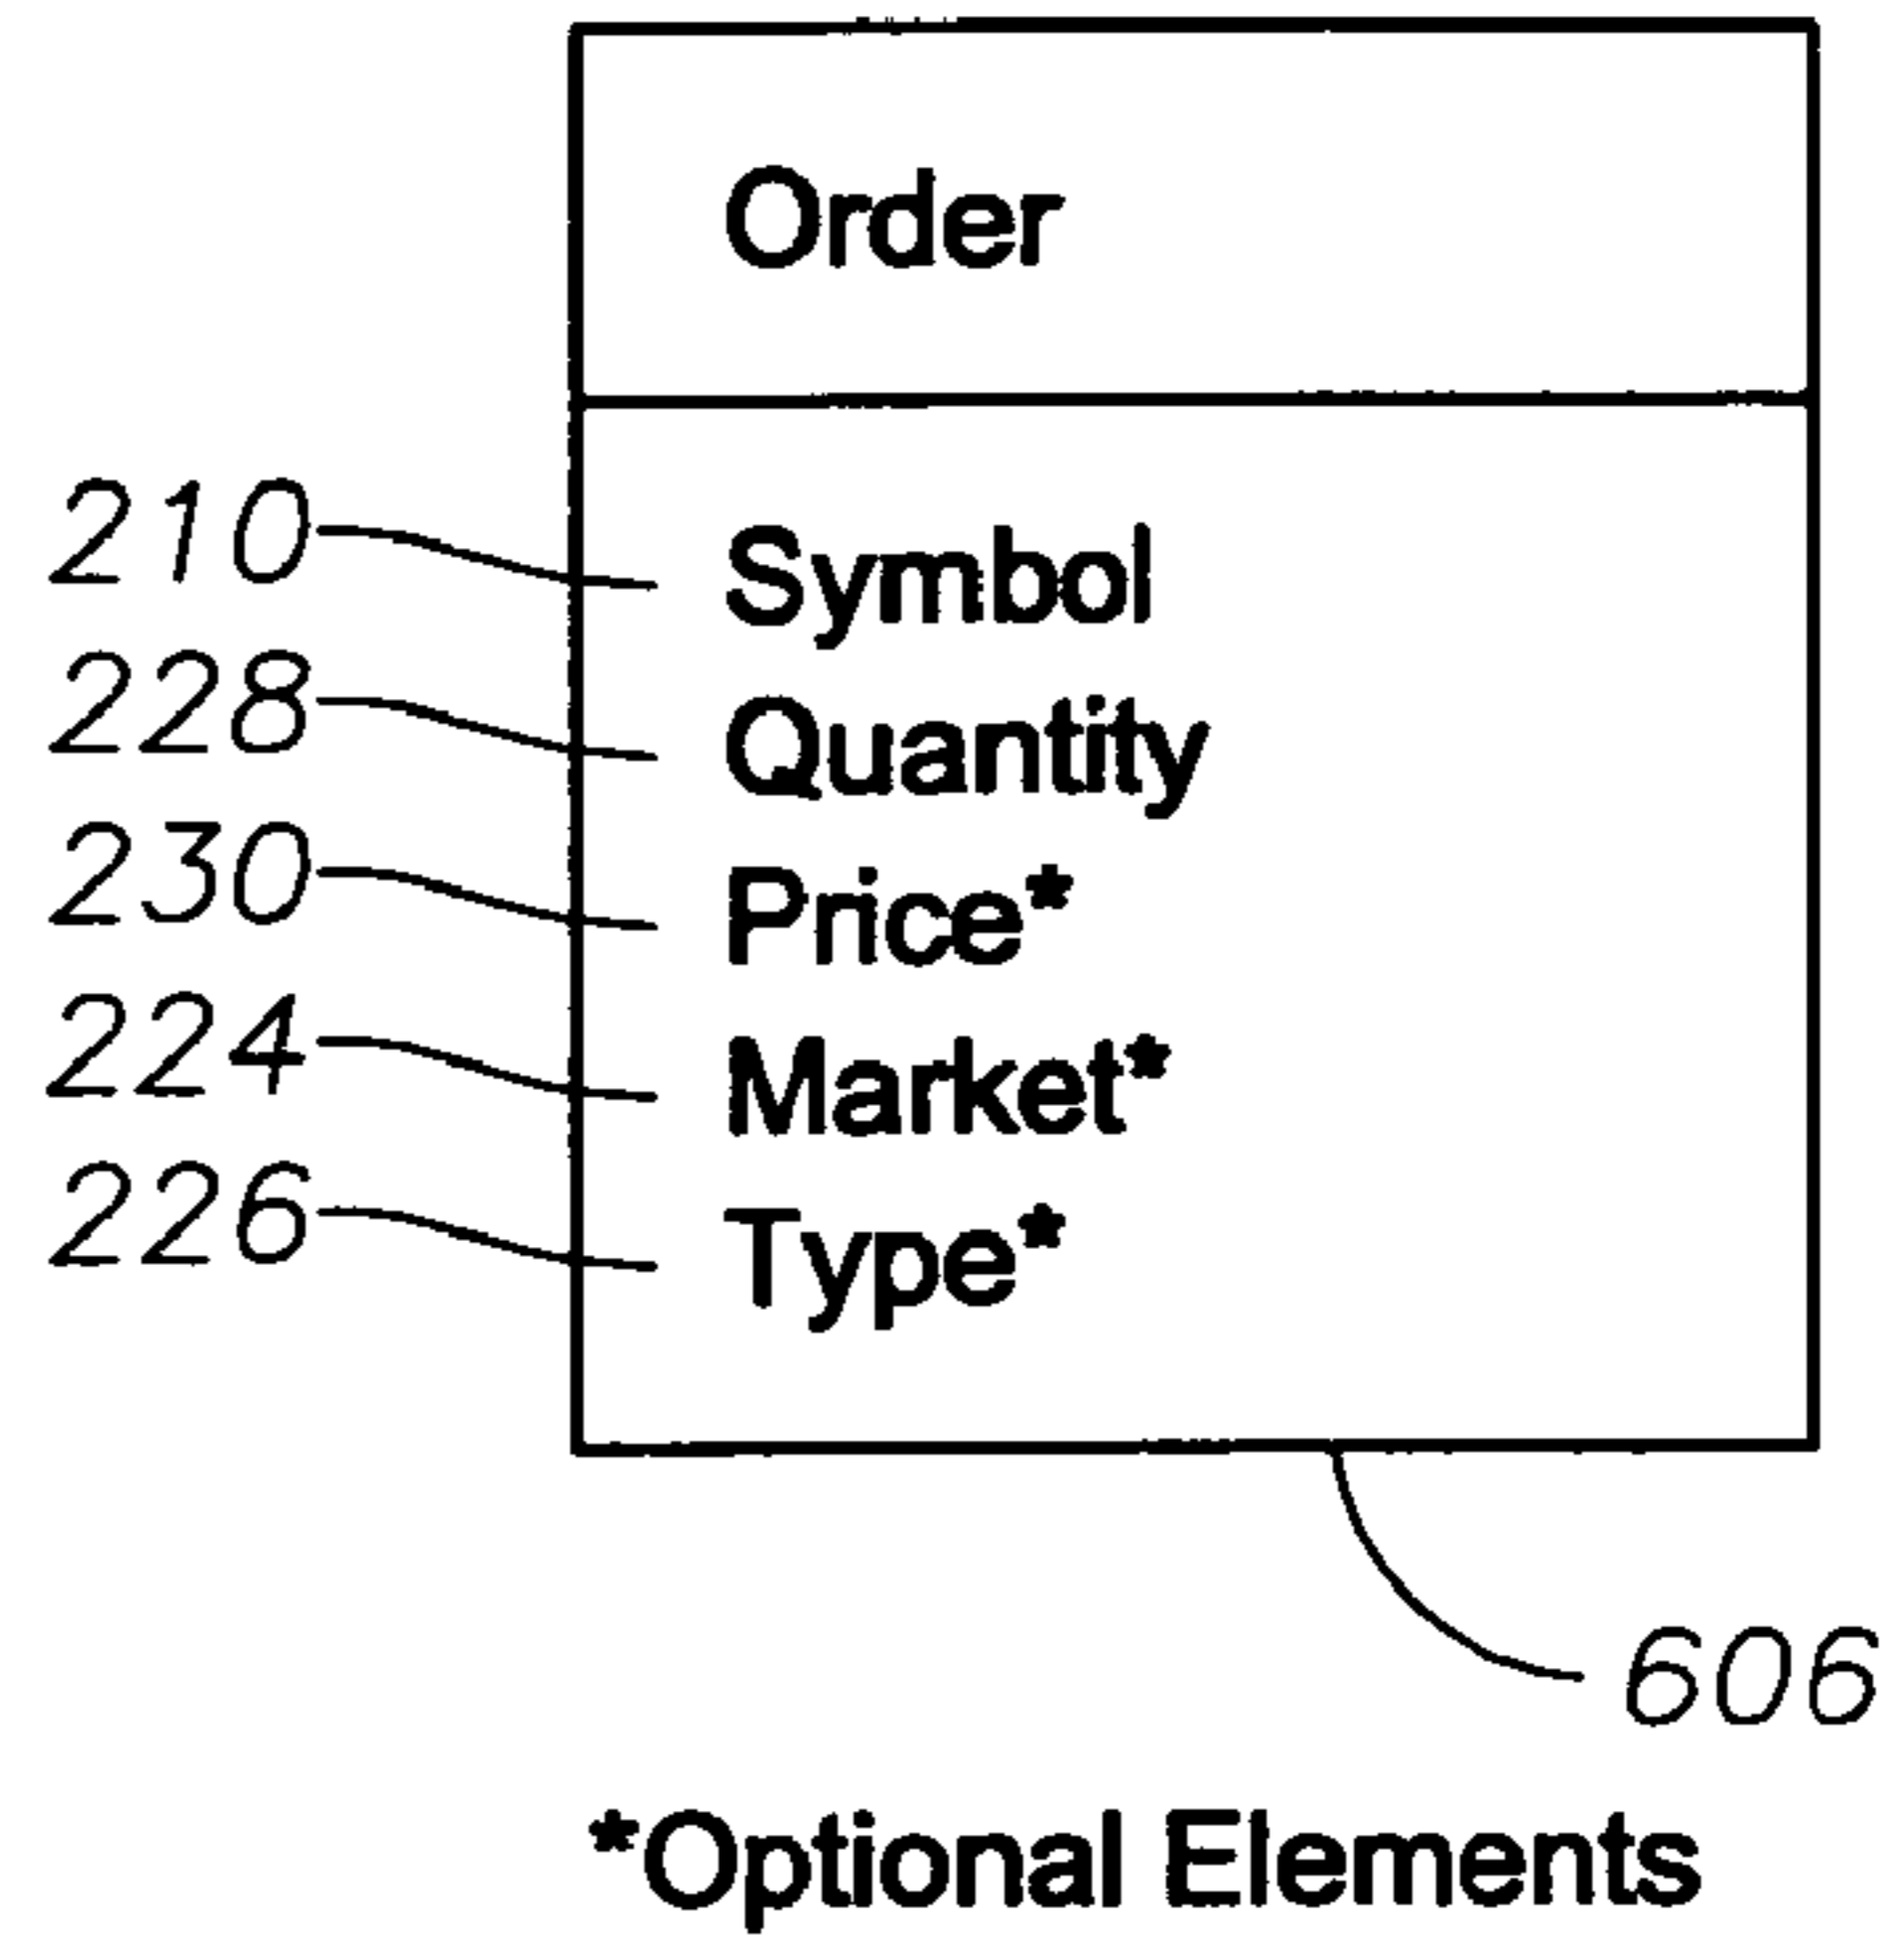 Order
210 Symbol
228 Quantity
230 Price*
224 Market*
226 Type*
606
*Optional Elements